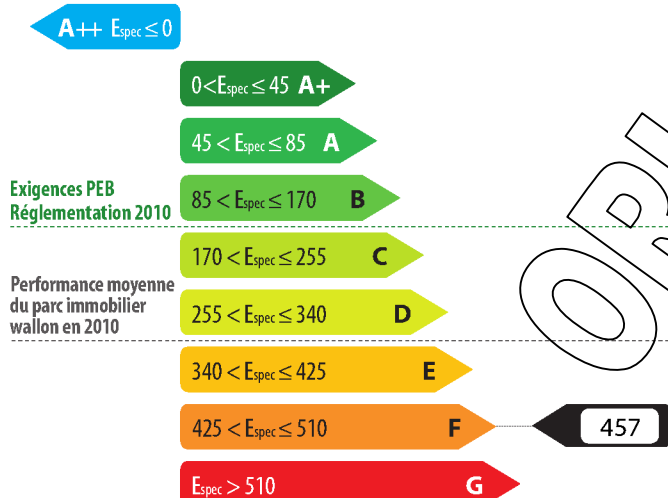 A++ Espec ≤ 0
0 < Espec ≤ 45 A+
45 < Espec ≤ 85 A
Exigences PEB
Réglementation 2010
85 < Espec ≤ 170 B
170 < Espec ≤ 255 C
Performance moyenne
du parc immobilier
wallon en 2010
255 < Espec ≤ 340 D
340 < Espec ≤ 425 E
425 < Espec ≤ 510 F
457
Espec > 510 G